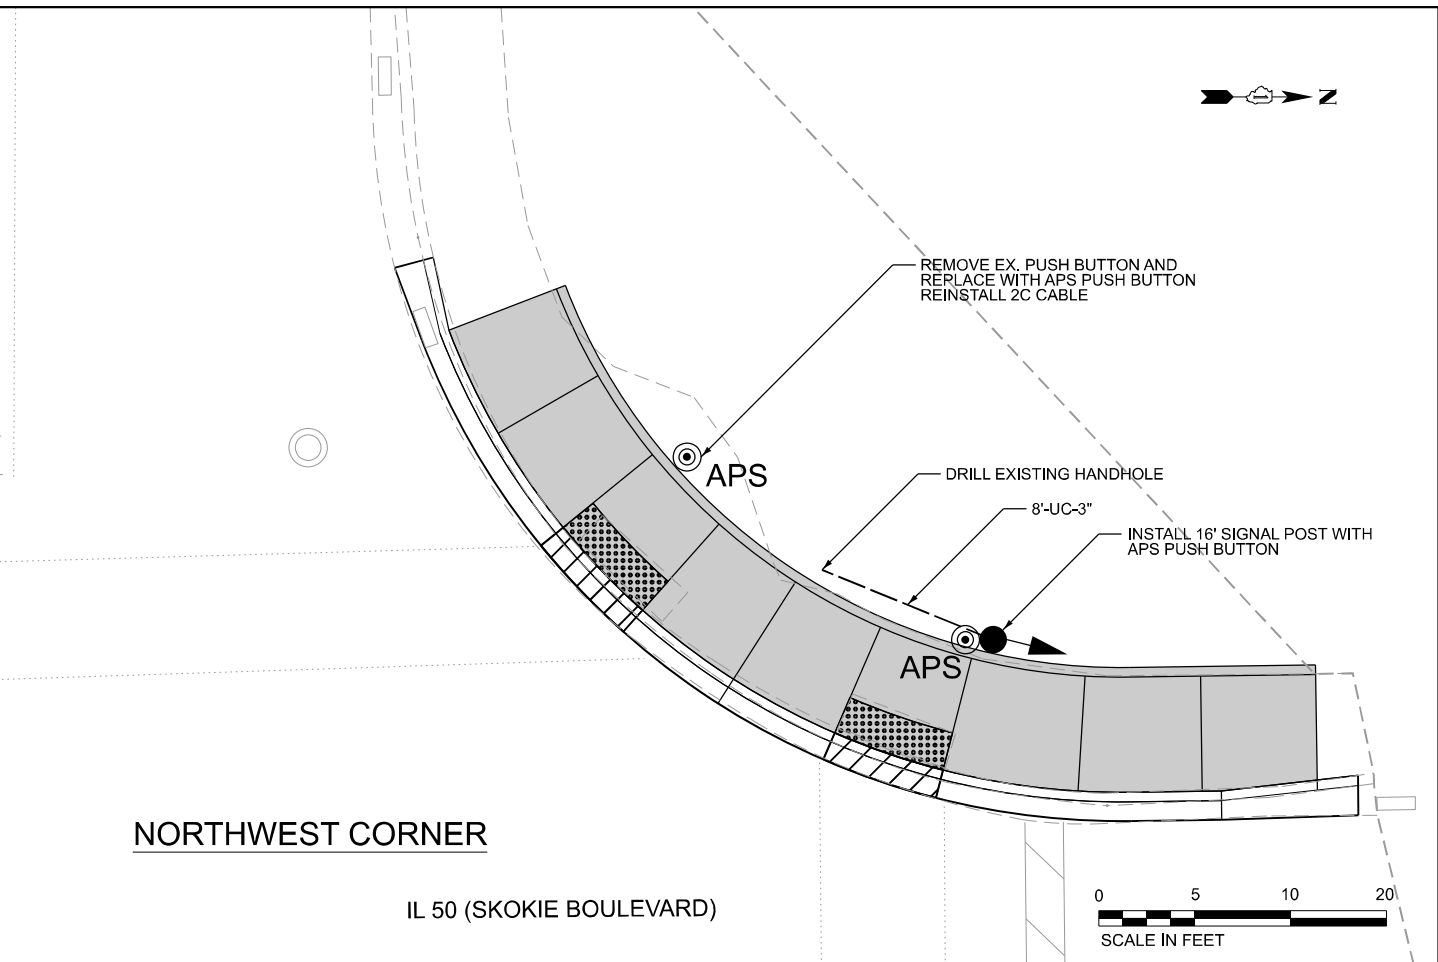 N
REMOVE EX. PUSH BUTTON AND
REPLACE WITH APS PUSH BUTTON
REINSTALL 2C CABLE
APS
DRILL EXISTING HANDHOLE
8'-UC-3"
INSTALL 16' SIGNAL POST WITH
APS PUSH BUTTON
APS
NORTHWEST CORNER
IL 50 (SKOKIE BOULEVARD)
0 5 10 20
SCALE IN FEET